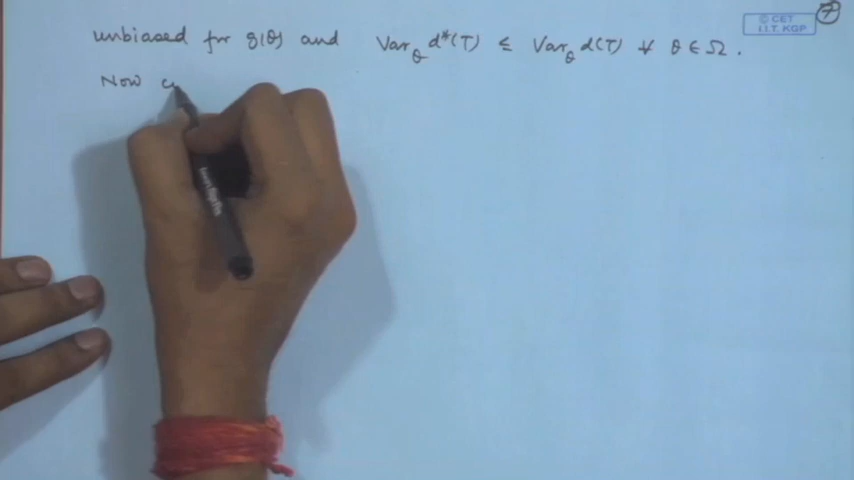 7
© CET
I.I.T. KGP
unbiased for g(θ) and Var_θ d*(T) ≤ Var_θ d(T) ∀ θ ∈ Ω.
Now